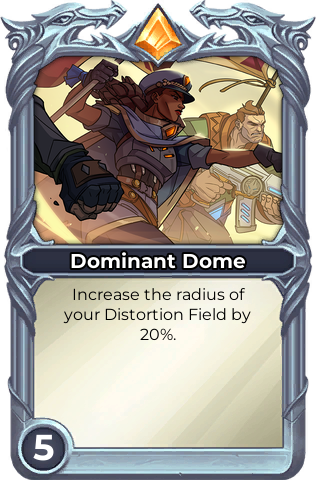 Dominant Dome
Increase the radius of
your Distortion Field by
20%.
5